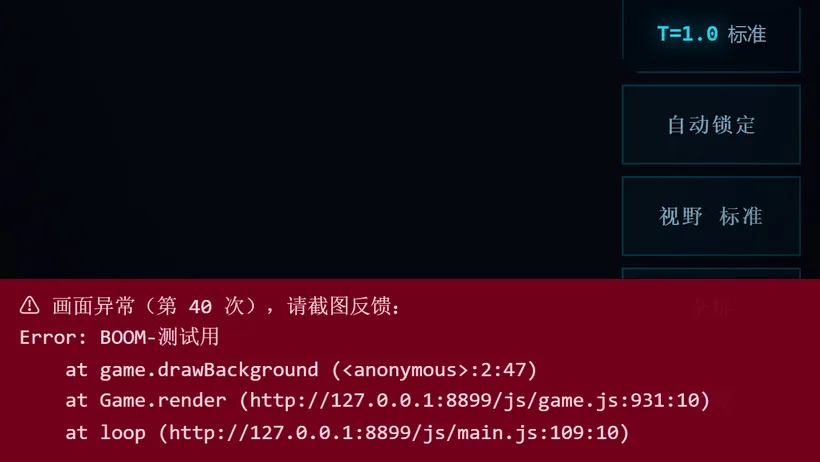 T=1.0 标准
自动锁定
视野 标准
全屏
⚠ 画面异常（第 40 次），请截图反馈：
Error: BOOM-测试用
at game.drawBackground (<anonymous>:2:47)
at Game.render (http://127.0.0.1:8899/js/game.js:931:10)
at loop (http://127.0.0.1:8899/js/main.js:109:10)